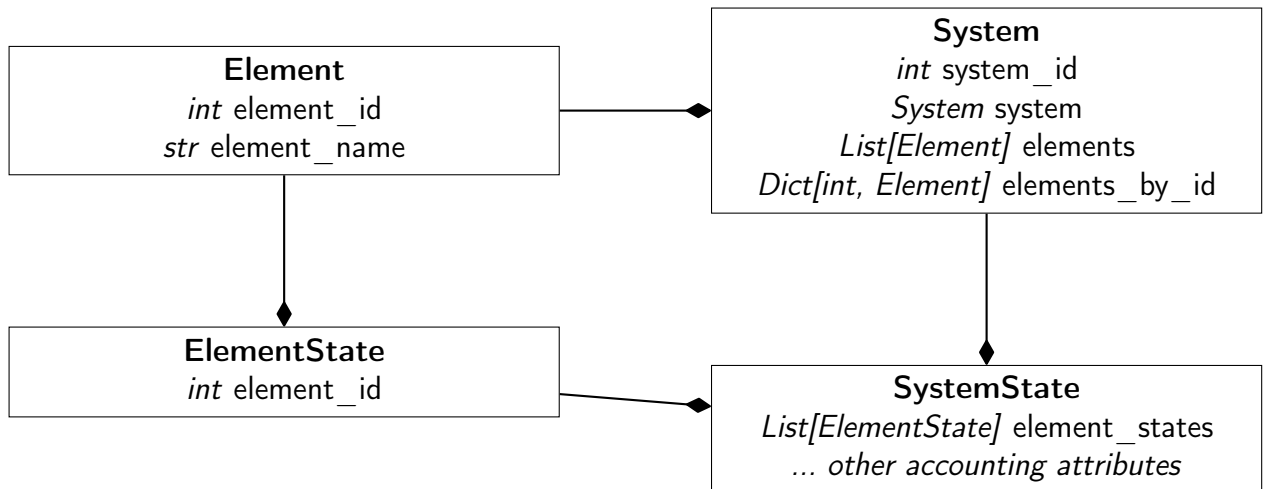 Element
int element_id
str element_name
System
int system_id
System system
List[Element] elements
Dict[int, Element] elements_by_id
ElementState
int element_id
SystemState
List[ElementState] element_states
... other accounting attributes